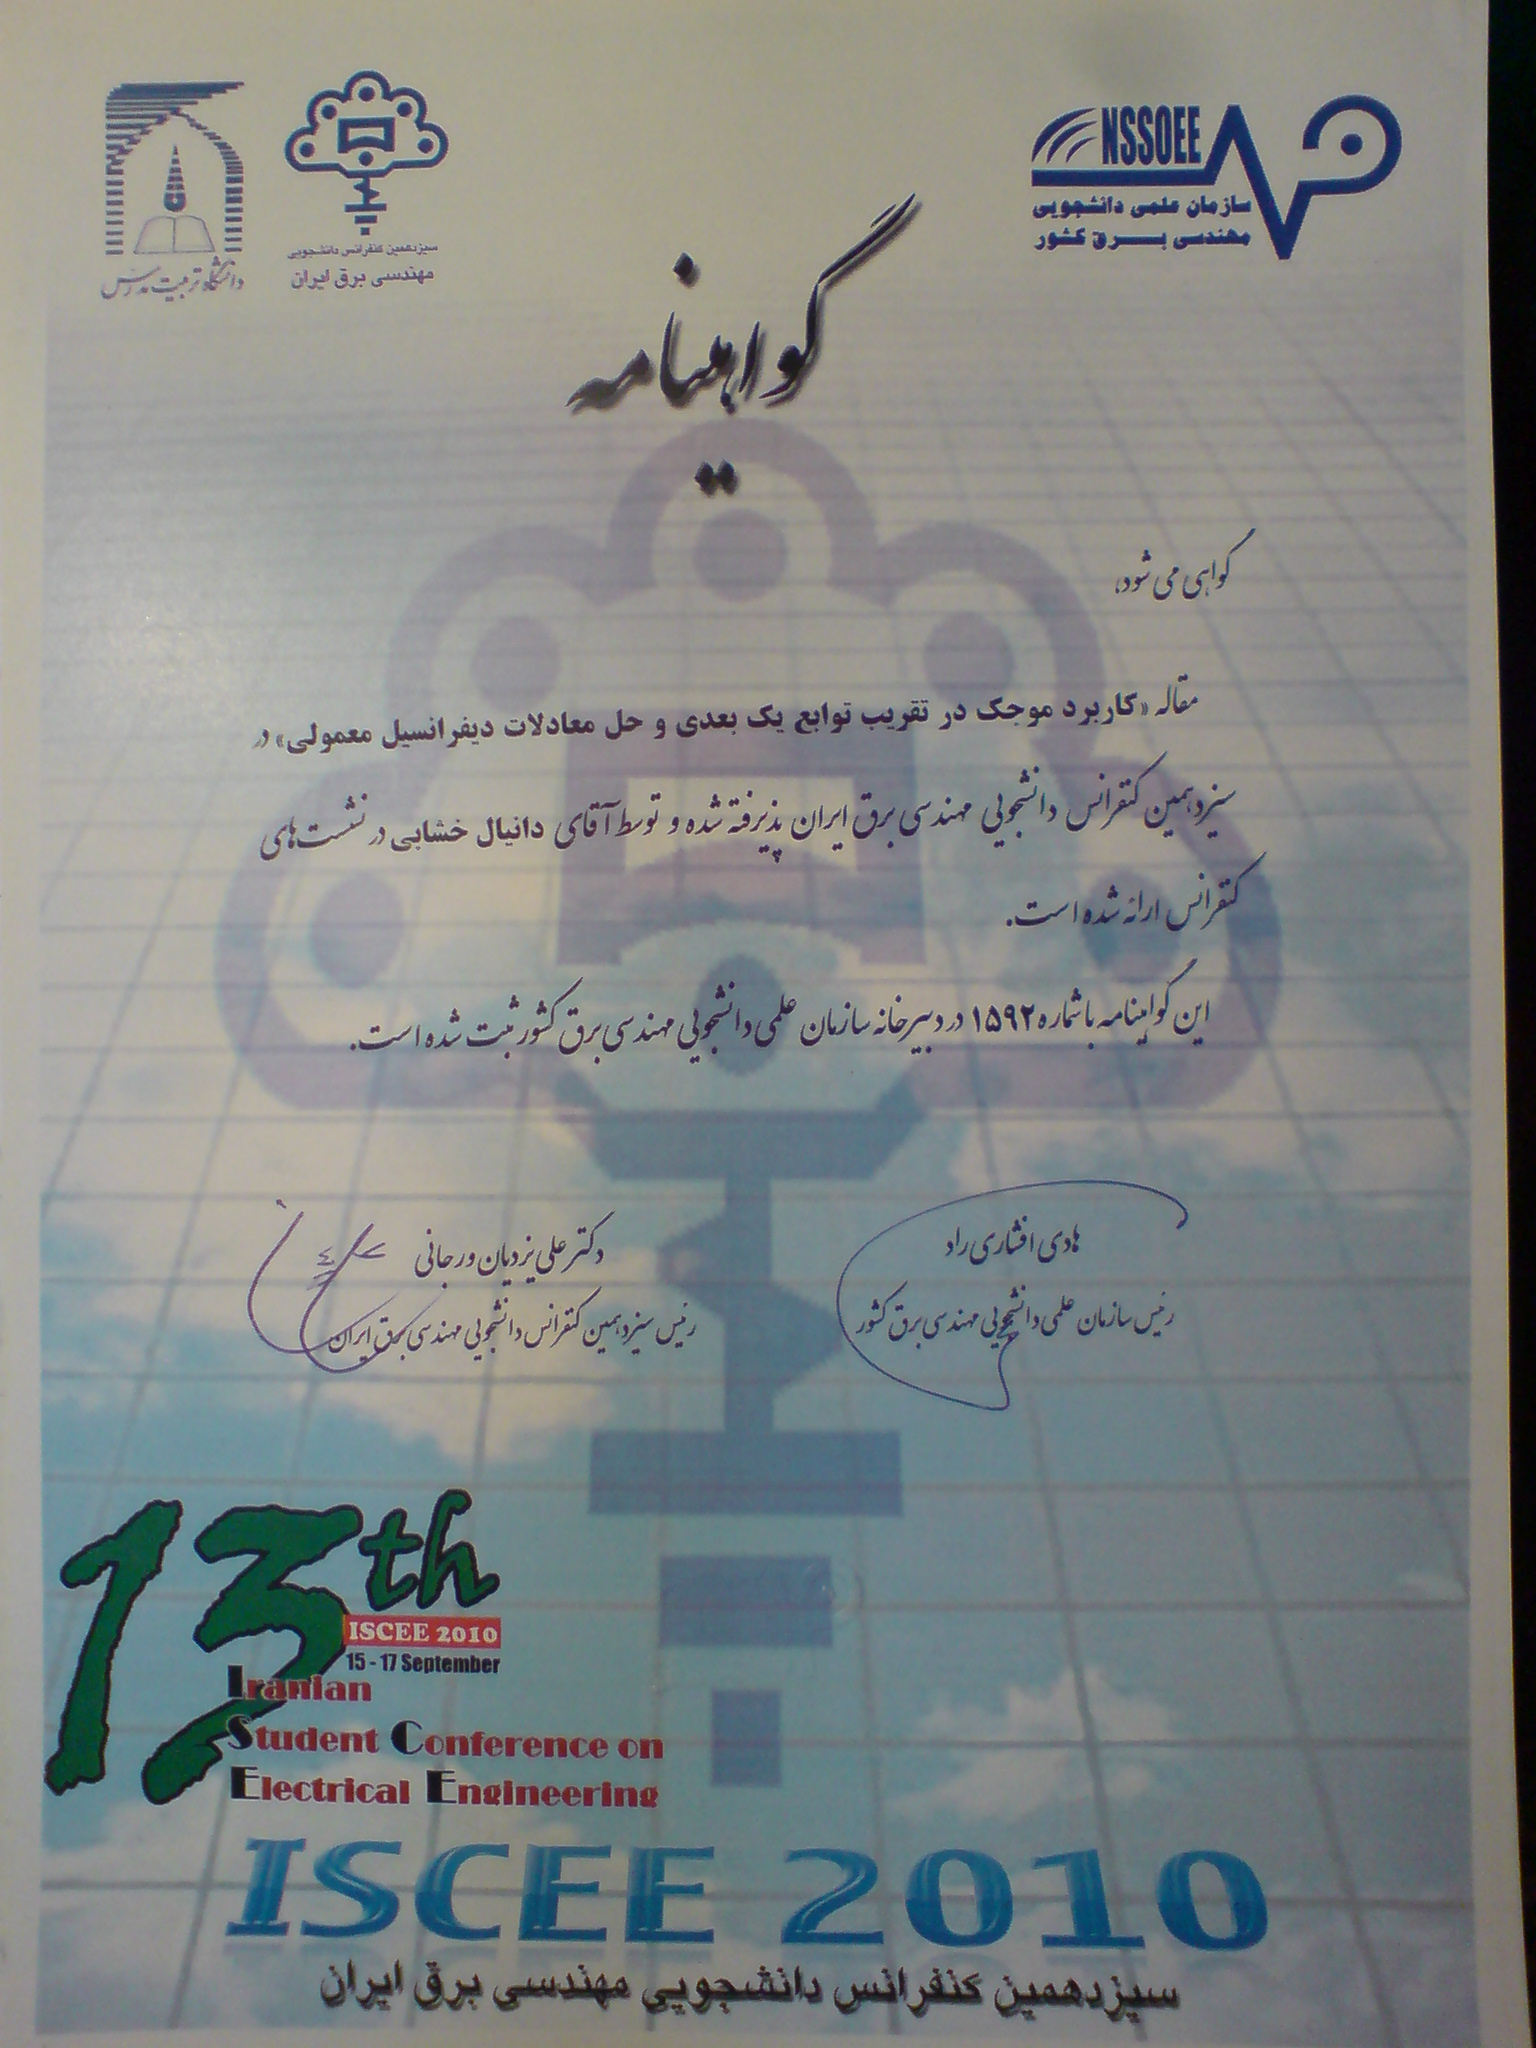 NSSOEE
سازمان علمی دانشجویی
مهندسی برق کشور
سیزدهمین کنفرانس دانشجویی
مهندسی برق ایران
دانشگاه تربیت مدرس
گواهینامه
گواهی می شود،
مقاله «کاربرد موجک در تقریب توابع یک بعدی و حل معادلات دیفرانسیل معمولی» در
سیزدهمین کنفرانس دانشجویی مهندسی برق ایران پذیرفته شده و توسط آقای دانیال خشابی در نشست های
کنفرانس ارائه شده است.
این گواهینامه با شماره ۱۵۹۲ در دبیرخانه سازمان علمی دانشجویی مهندسی برق کشور ثبت شده است.
هادی افشاری راد
رئیس سازمان علمی دانشجویی مهندسی برق کشور
دکتر علی یزدیان ورجانی
رئیس سیزدهمین کنفرانس دانشجویی مهندسی برق ایران
13th
ISCEE 2010
15 - 17 September
Iranian
Student Conference on
Electrical Engineering
ISCEE 2010
سیزدهمین کنفرانس دانشجویی مهندسی برق ایران